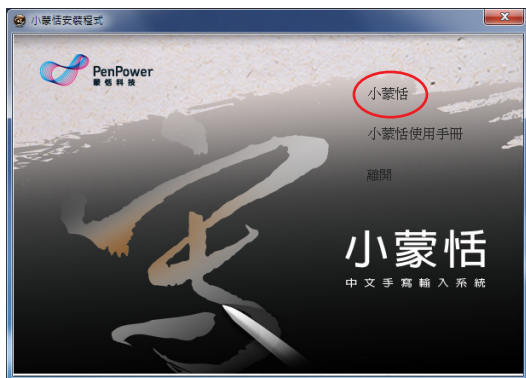 小蒙恬安裝程式
PenPower
蒙恬科技
小蒙恬
小蒙恬使用手冊
離開
小蒙恬
中文手寫輸入系統